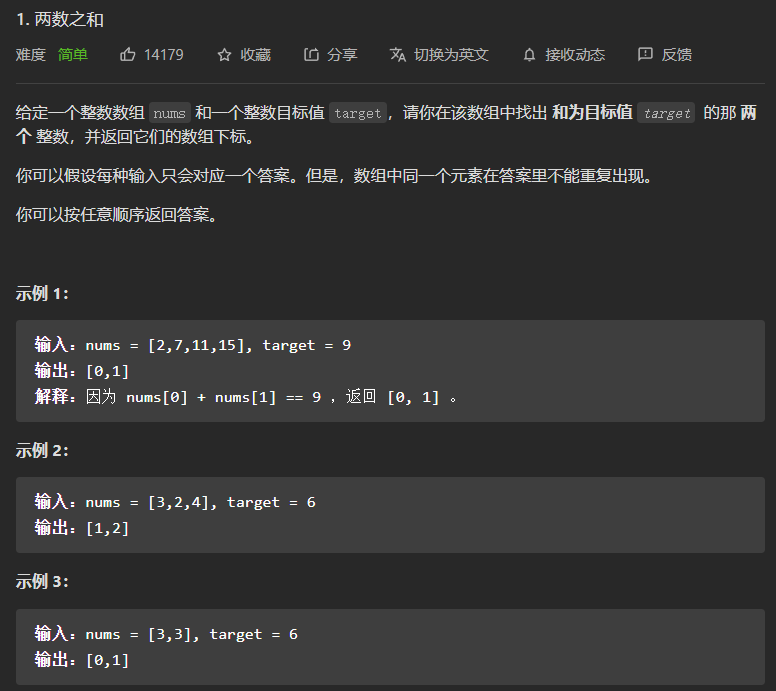 1. 两数之和
难度 简单 14179 收藏 分享 切换为英文 接收动态 反馈
给定一个整数数组 nums 和一个整数目标值 target，请你在该数组中找出 和为目标值 target 的那 两
个 整数，并返回它们的数组下标。
你可以假设每种输入只会对应一个答案。但是，数组中同一个元素在答案里不能重复出现。
你可以按任意顺序返回答案。
示例 1：
输入：nums = [2,7,11,15], target = 9
输出：[0,1]
解释：因为 nums[0] + nums[1] == 9 ，返回 [0, 1] 。
示例 2：
输入：nums = [3,2,4], target = 6
输出：[1,2]
示例 3：
输入：nums = [3,3], target = 6
输出：[0,1]